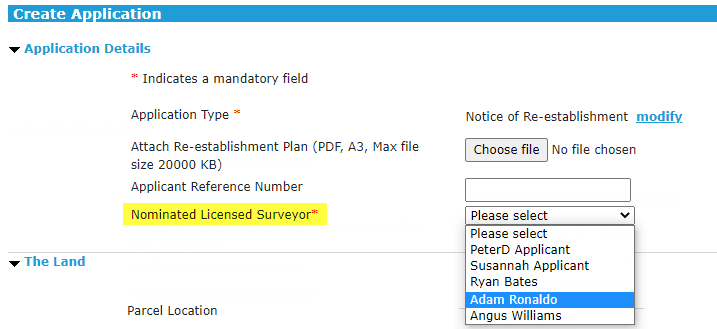 Create Application
Application Details
* Indicates a mandatory field
Application Type * Notice of Re-establishment modify
Attach Re-establishment Plan (PDF, A3, Max file
size 20000 KB)
Choose file No file chosen
Applicant Reference Number
Nominated Licensed Surveyor* Please select
Please select
PeterD Applicant
Susannah Applicant
Ryan Bates
Adam Ronaldo
Angus Williams
The Land
Parcel Location